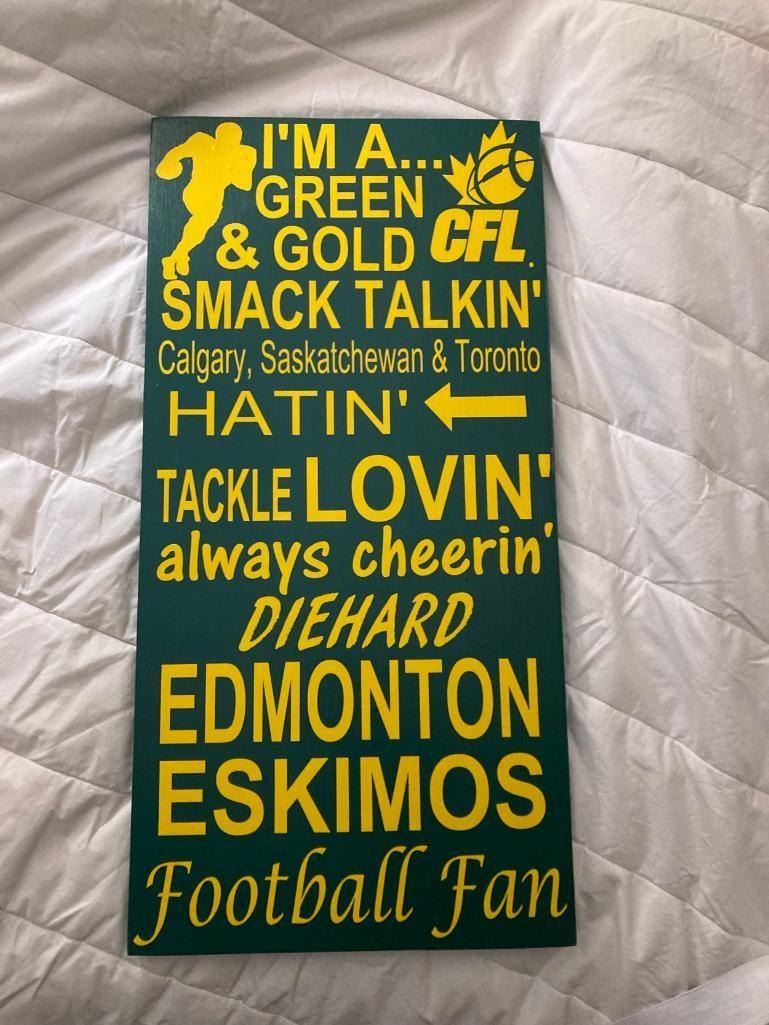 I'M A...
GREEN
& GOLD
CFL.
SMACK TALKIN'
Calgary, Saskatchewan & Toronto
HATIN'
TACKLE LOVIN'
always cheerin'
DIEHARD
EDMONTON
ESKIMOS
Football Fan